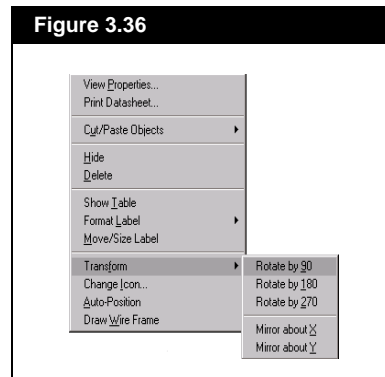 Figure 3.36
View Properties...
Print Datasheet...
Cut/Paste Objects
Hide
Delete
Show Table
Format Label
Move/Size Label
Transform
Change Icon...
Auto-Position
Draw Wire Frame
Rotate by 90
Rotate by 180
Rotate by 270
Mirror about X
Mirror about Y